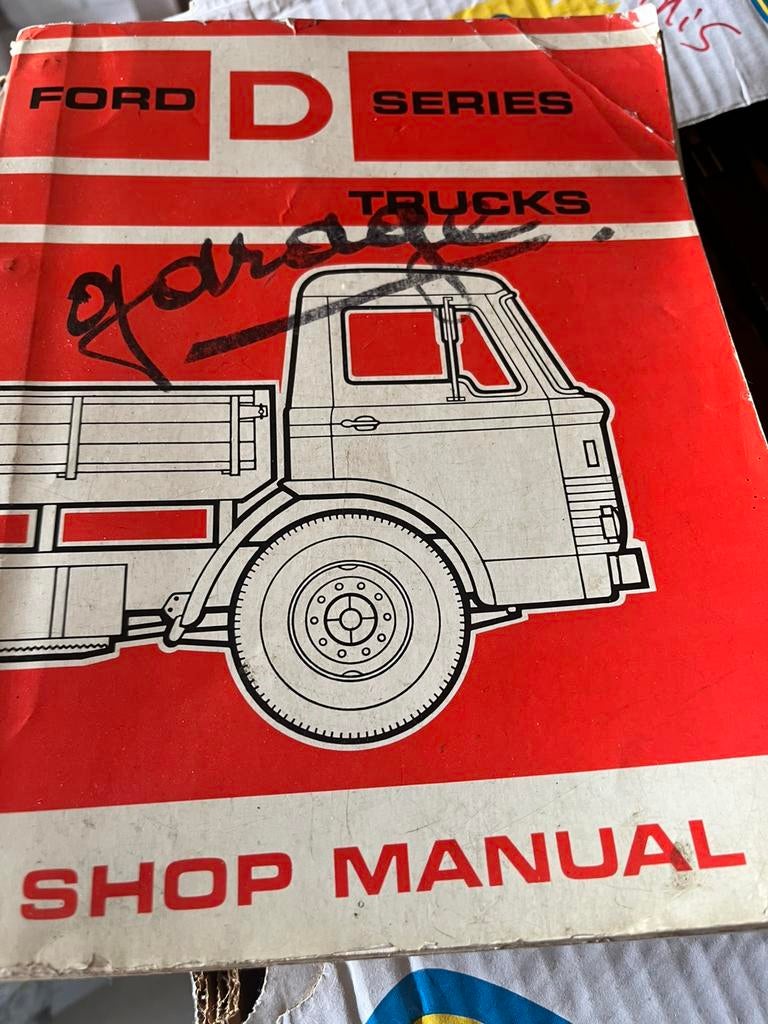 FORD D SERIES
TRUCKS
garage.
SHOP MANUAL